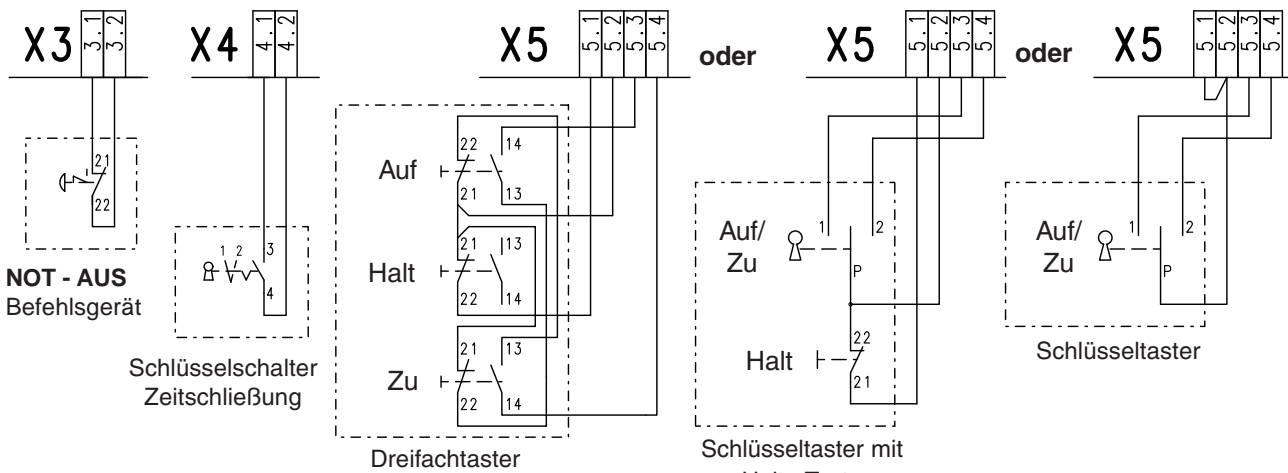 X3 3.1 3.2
X4 4.1 4.2
X5 5.1 5.2 5.3 5.4
oder
X5 5.1 5.2 5.3 5.4
oder
X5 5.1 5.2 5.3 5.4
21
22
NOT - AUS
Befehlsgerät
1 2 3
4
Schlüsselschalter
Zeitschließung
Auf
22 14
21 13
Halt
21 13
22 14
Zu
21 13
22 14
Dreifachtaster
Auf/
Zu
1 2
P
Halt
22
21
Schlüsseltaster mit
Auf/
Zu
1 2
P
Schlüsseltaster